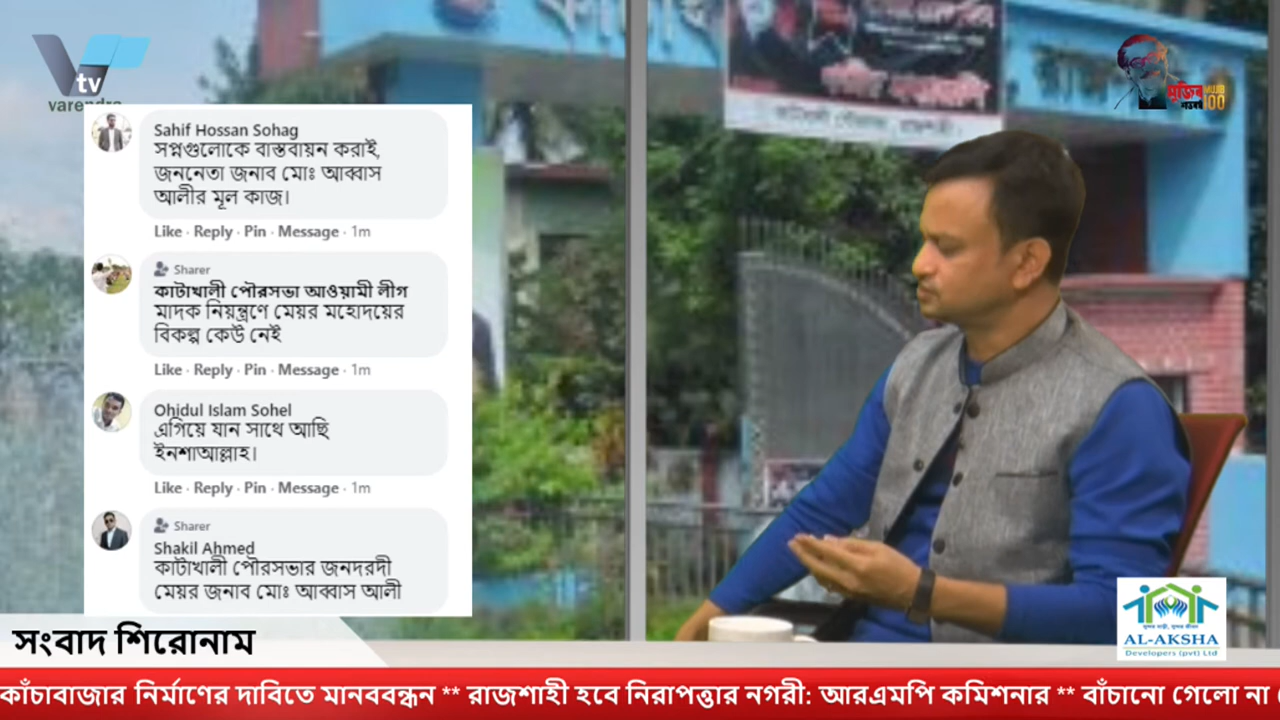 tv
varendra
Sahif Hossan Sohag
সপ্নগুলোকে বাস্তবায়ন করাই,
জননেতা জনাব মোঃ আব্বাস
আলীর মূল কাজ।
Like · Reply · Pin · Message · 1m
Sharer
কাটাখালী পৌরসভা আওয়ামী লীগ
মাদক নিয়ন্ত্রণে মেয়র মহোদয়ের
বিকল্প কেউ নেই
Like · Reply · Pin · Message · 1m
Ohidul Islam Sohel
এগিয়ে যান সাথে আছি
ইনশাআল্লাহ।
Like · Reply · Pin · Message · 1m
Sharer
Shakil Ahmed
কাটাখালী পৌরসভার জনদরদী
মেয়র জনাব মোঃ আব্বাস আলী
মুজিব
শতবর্ষ
100
AL-AKSHA
Developers (pvt) Ltd
সংবাদ শিরোনাম
কাঁচাবাজার নির্মাণের দাবিতে মানববন্ধন ** রাজশাহী হবে নিরাপত্তার নগরী: আরএমপি কমিশনার ** বাঁচানো গেলো না